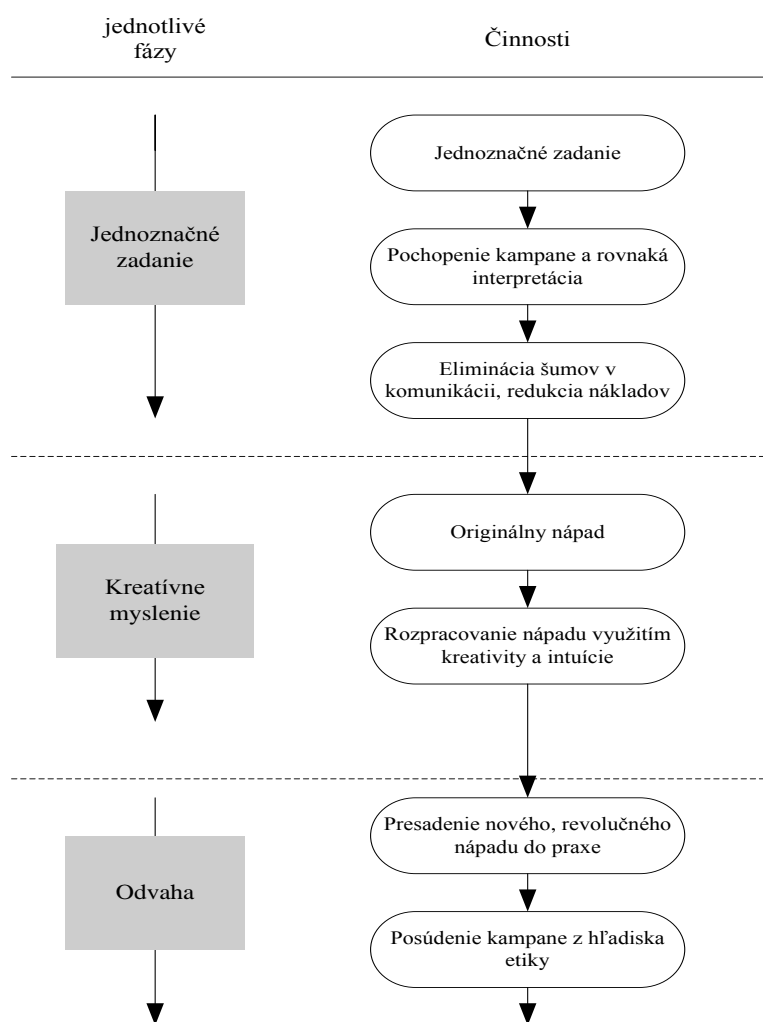 jednotlivé
fázy
Činnosti
Jednoznačné
zadanie
Jednoznačné zadanie
Pochopenie kampane a rovnaká
interpretácia
Eliminácia šumov v
komunikácii, redukcia nákladov
Kreatívne
myslenie
Originálny nápad
Rozpracovanie nápadu využitím
kreativity a intuície
Odvaha
Presadenie nového, revolučného
nápadu do praxe
Posúdenie kampane z hľadiska
etiky